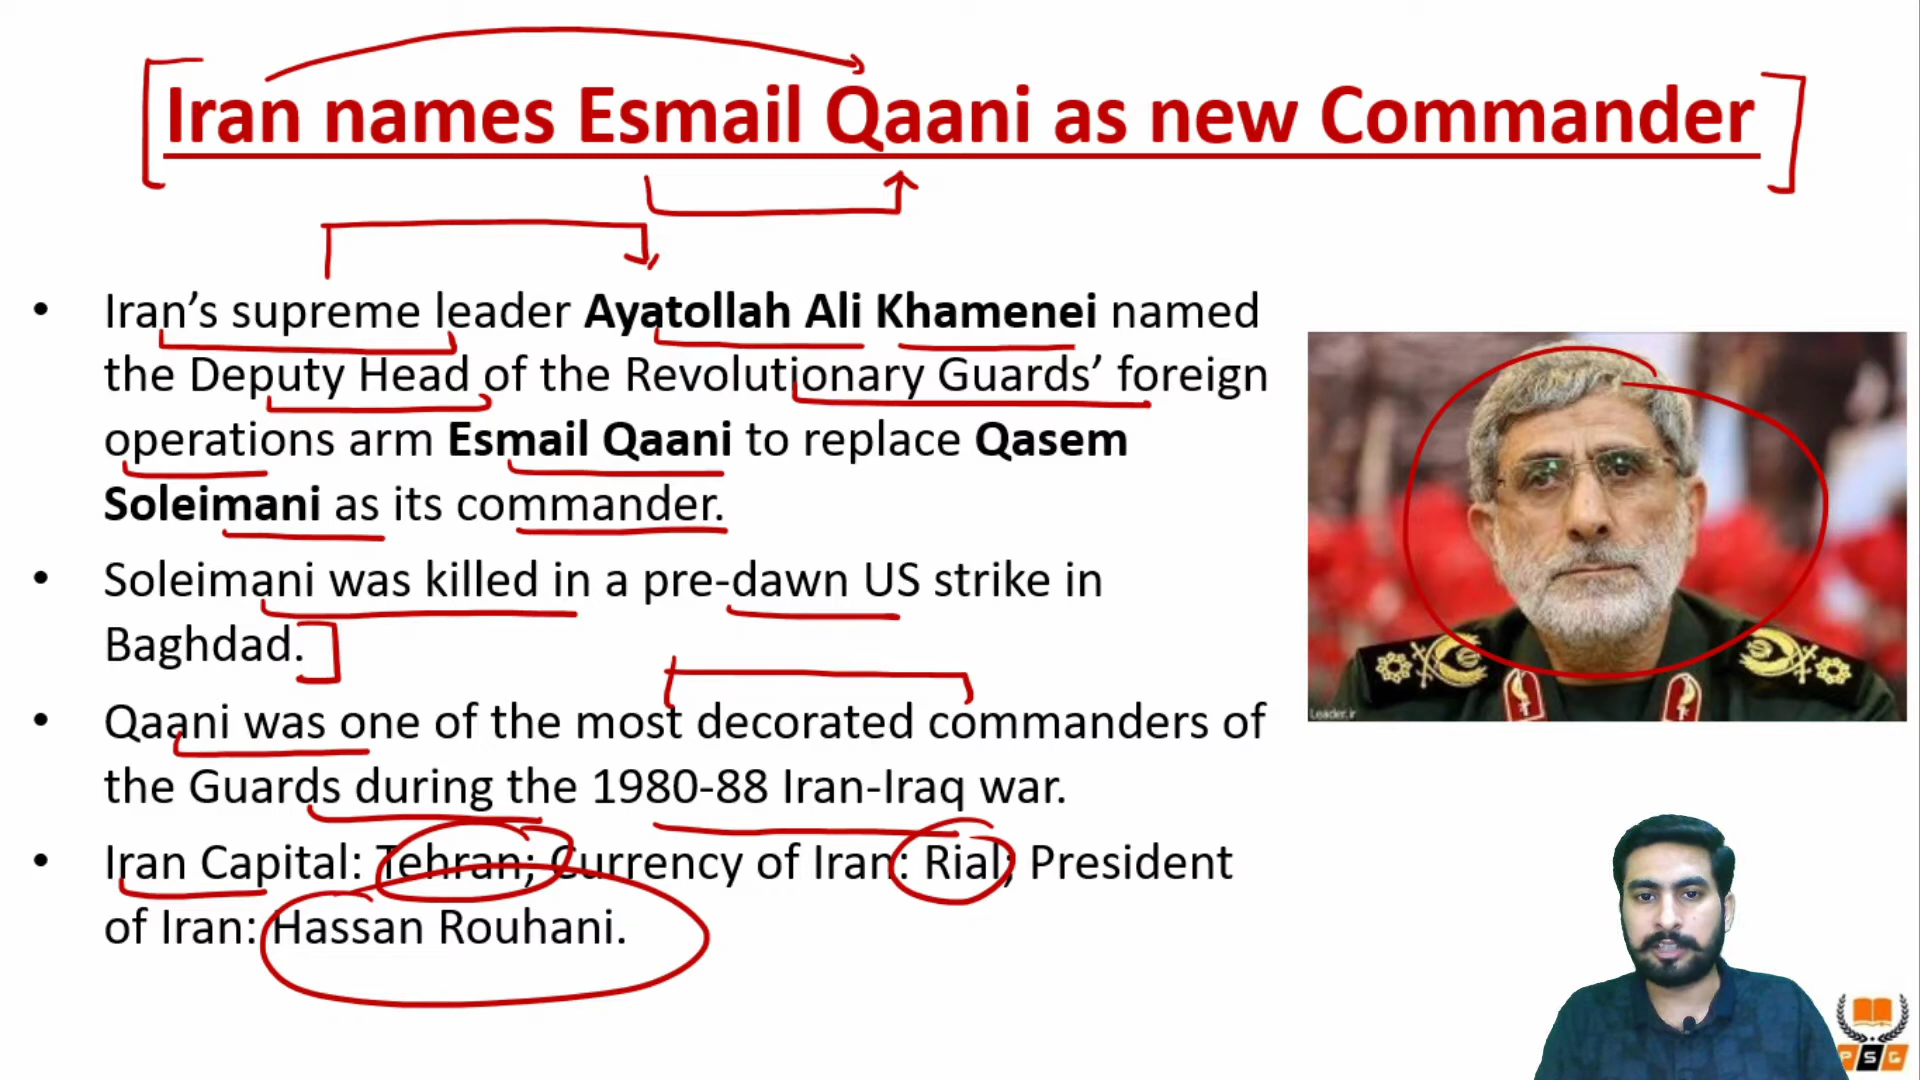 Iran names Esmail Qaani as new Commander
• Iran’s supreme leader Ayatollah Ali Khamenei named
the Deputy Head of the Revolutionary Guards’ foreign
operations arm Esmail Qaani to replace Qasem
Soleimani as its commander.
• Soleimani was killed in a pre-dawn US strike in
Baghdad.
• Qaani was one of the most decorated commanders of
the Guards during the 1980-88 Iran-Iraq war.
• Iran Capital: Tehran; Currency of Iran: Rial; President
of Iran: Hassan Rouhani.
Leader.ir
PSG